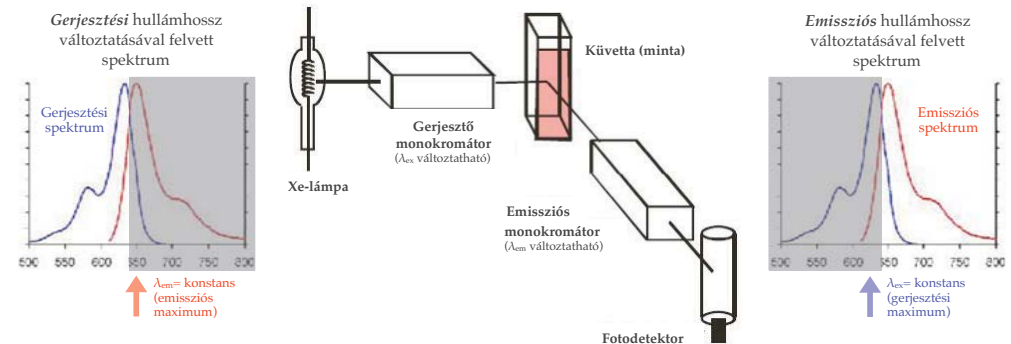 Gerjesztési hullámhossz
változtatásával felvett
spektrum
Gerjesztési
spektrum
500 550 600 650 700 750 800
λem= konstans
(emissziós
maximum)
Xe-lámpa
Gerjesztő
monokromátor
(λex változtatható)
Küvetta (minta)
Emissziós
monokromátor
(λem változtatható)
Fotodetektor
Emissziós hullámhossz
változtatásával felvett
spektrum
Emissziós
spektrum
500 550 600 650 700 750 800
λex= konstans
(gerjesztési
maximum)